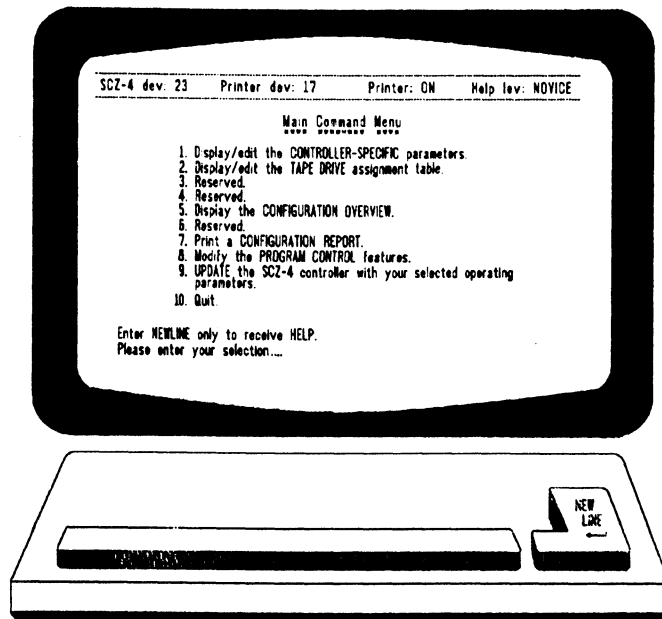 SCZ-4 dev: 23 Printer dev: 17 Printer: ON Help lev: NOVICE
Main Command Menu
1. Display/edit the CONTROLLER-SPECIFIC parameters.
2. Display/edit the TAPE DRIVE assignment table.
3. Reserved.
4. Reserved.
5. Display the CONFIGURATION OVERVIEW.
6. Reserved.
7. Print a CONFIGURATION REPORT.
8. Modify the PROGRAM CONTROL features.
9. UPDATE the SCZ-4 controller with your selected operating
parameters.
10. Quit.
Enter NEWLINE only to receive HELP.
Please enter your selection....
NEW
LINE